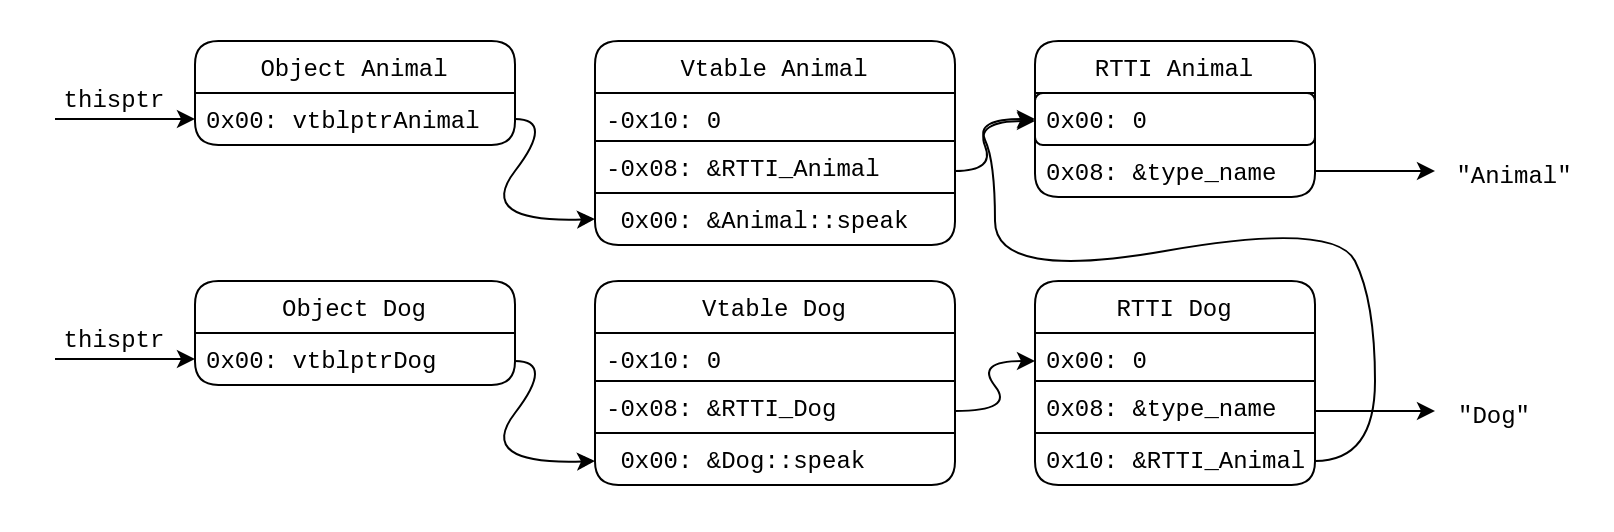 Object Animal
thisptr
0x00: vtblptrAnimal
Vtable Animal
-0x10: 0
-0x08: &RTTI_Animal
0x00: &Animal::speak
RTTI Animal
0x00: 0
0x08: &type_name
"Animal"
Object Dog
thisptr
0x00: vtblptrDog
Vtable Dog
-0x10: 0
-0x08: &RTTI_Dog
0x00: &Dog::speak
RTTI Dog
0x00: 0
0x08: &type_name
0x10: &RTTI_Animal
"Dog"